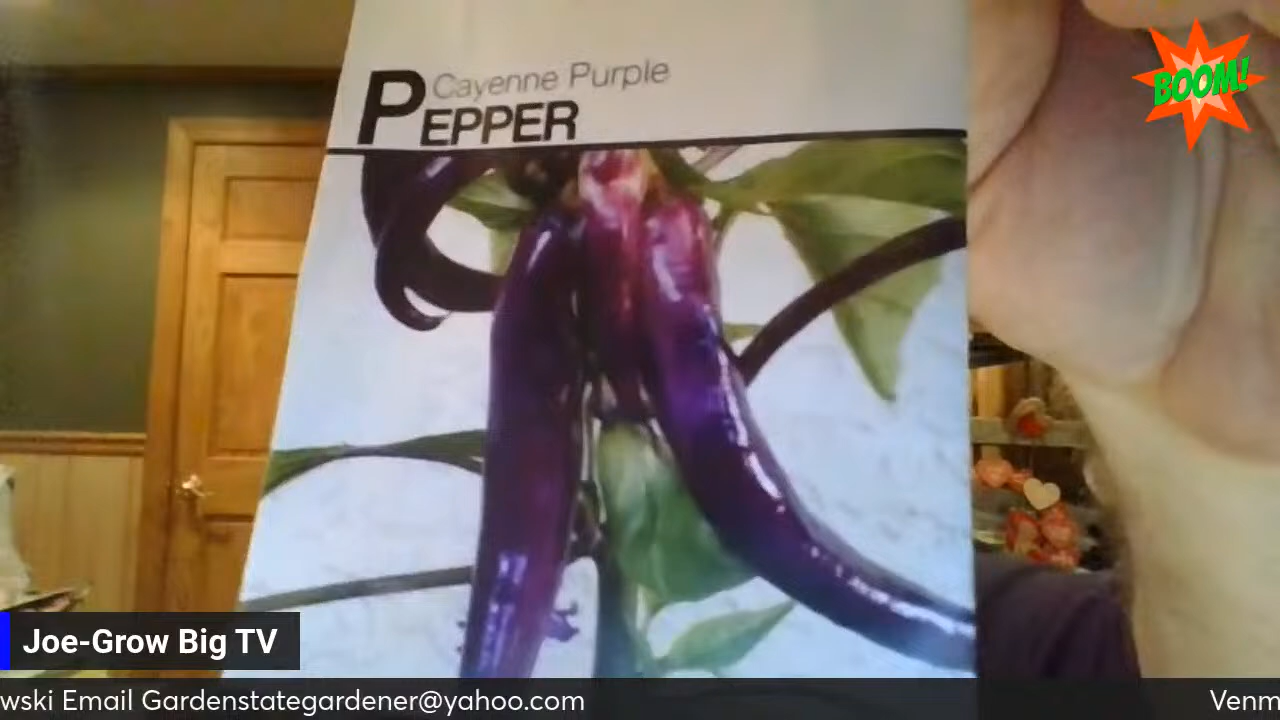 Cayenne Purple
PEPPER
BOOM!
Joe-Grow Big TV
wski Email Gardenstategardener@yahoo.com
Venm